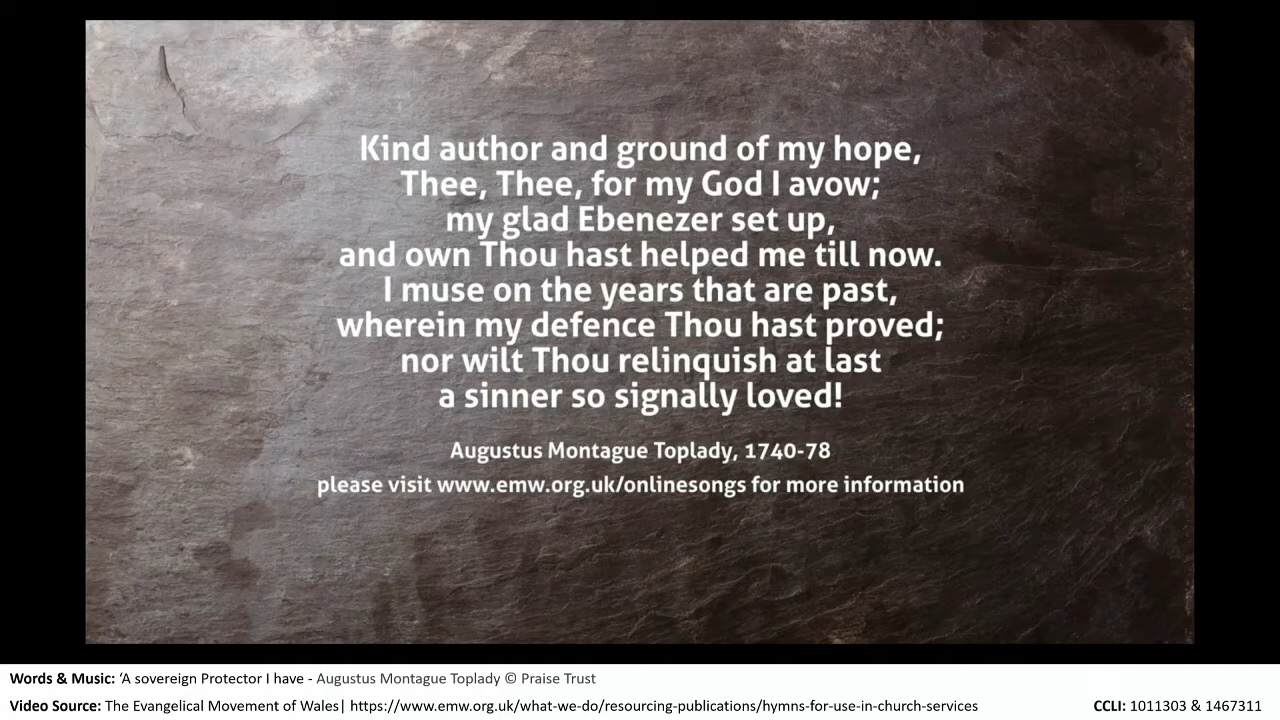 Kind author and ground of my hope,
Thee, Thee, for my God I avow;
my glad Ebenezer set up,
and own Thou hast helped me till now.
I muse on the years that are past,
wherein my defence Thou hast proved;
nor wilt Thou relinquish at last
a sinner so signally loved!
Augustus Montague Toplady, 1740-78
please visit www.emw.org.uk/onlinesongs for more information
Words & Music: ‘A sovereign Protector I have - Augustus Montague Toplady © Praise Trust
Video Source: The Evangelical Movement of Wales| https://www.emw.org.uk/what-we-do/resourcing-publications/hymns-for-use-in-church-services CCLI: 1011303 & 1467311